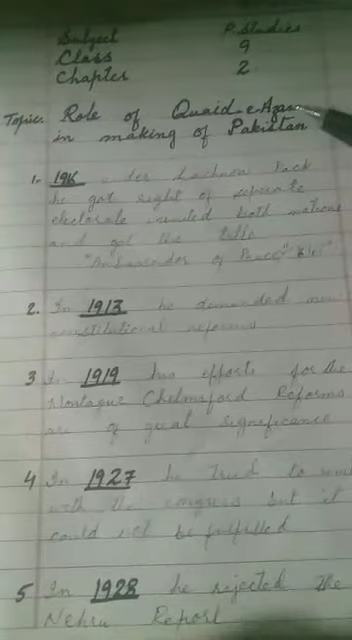 Subject P. Studies
Class 9
Chapter 2
Topic: Role of Quaid e Azam
in making of Pakistan
1. 1916 under Lucknow Pact
he got right of separate
electorate united both nations
and got the title
"Ambassador of Peace"
2. In 1913 he demanded new
constitutional reforms
3 In 1919 his efforts for the
Montague Chelmsford Reforms
are of great significance
4 In 1927 he tried to
with the congress but it
could not be fulfilled
5 In 1928 he rejected the
Nehru Report